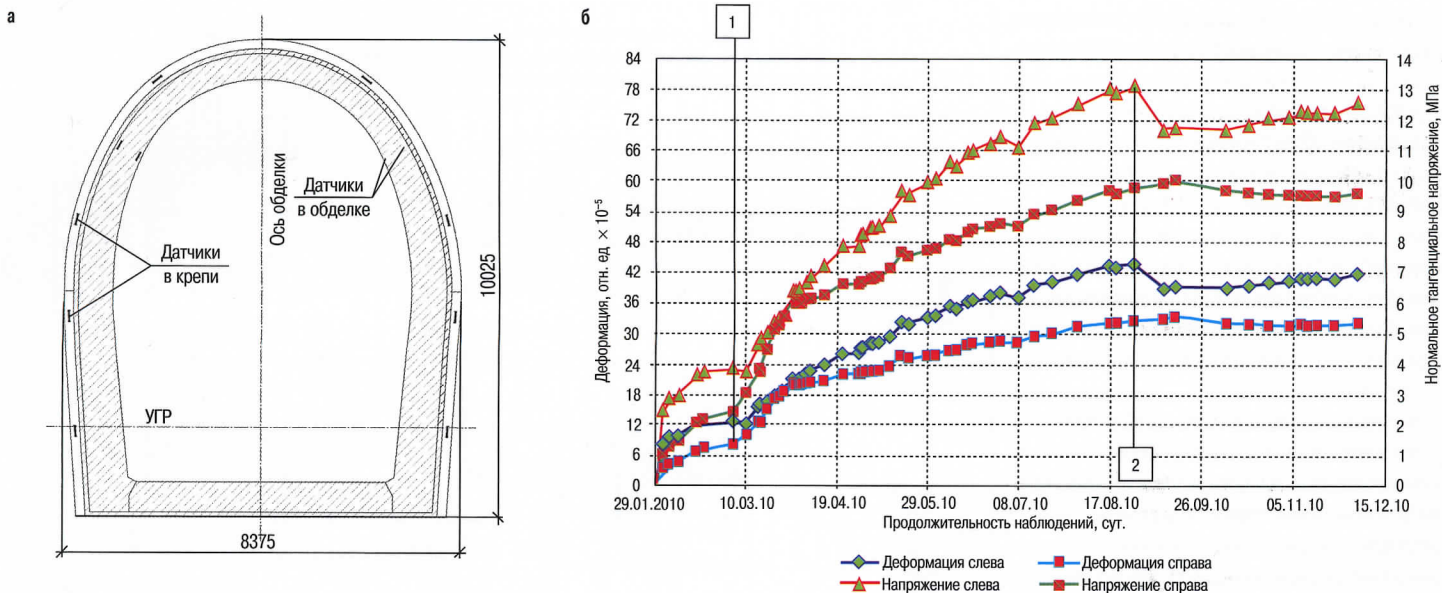 а
Ось обделки
Датчики
в обделке
Датчики
в крепи
УГР
10025
8375
б
1
2
Деформация, отн. ед × 10⁻⁵
84
78
72
66
60
54
48
42
36
30
24
18
12
6
0
Нормальное тангенциальное напряжение, МПа
14
13
12
11
10
9
8
7
6
5
4
3
2
1
0
29.01.2010 10.03.10 19.04.10 29.05.10 08.07.10 17.08.10 26.09.10 05.11.10 15.12.10
Продолжительность наблюдений, сут.
Деформация слева Деформация справа
Напряжение слева Напряжение справа